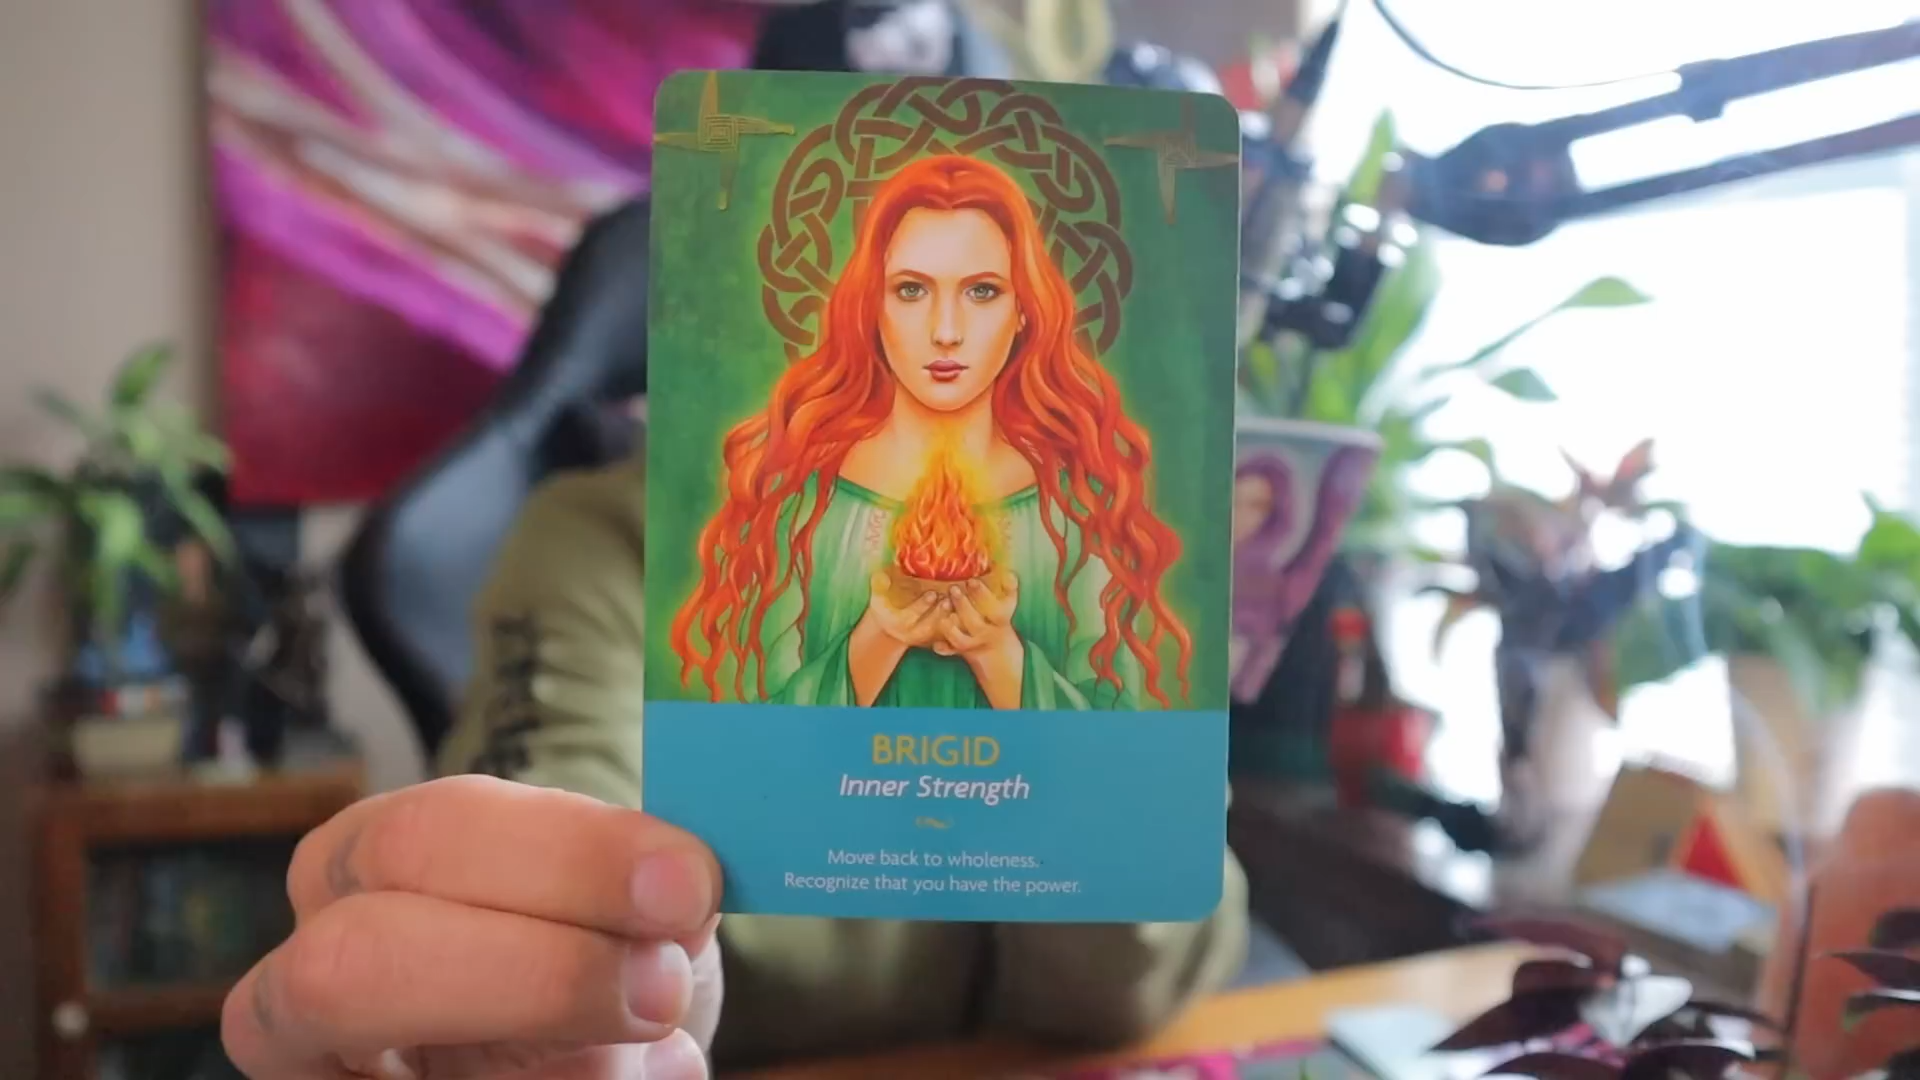 BRIGID
Inner Strength
Move back to wholeness.
Recognize that you have the power.